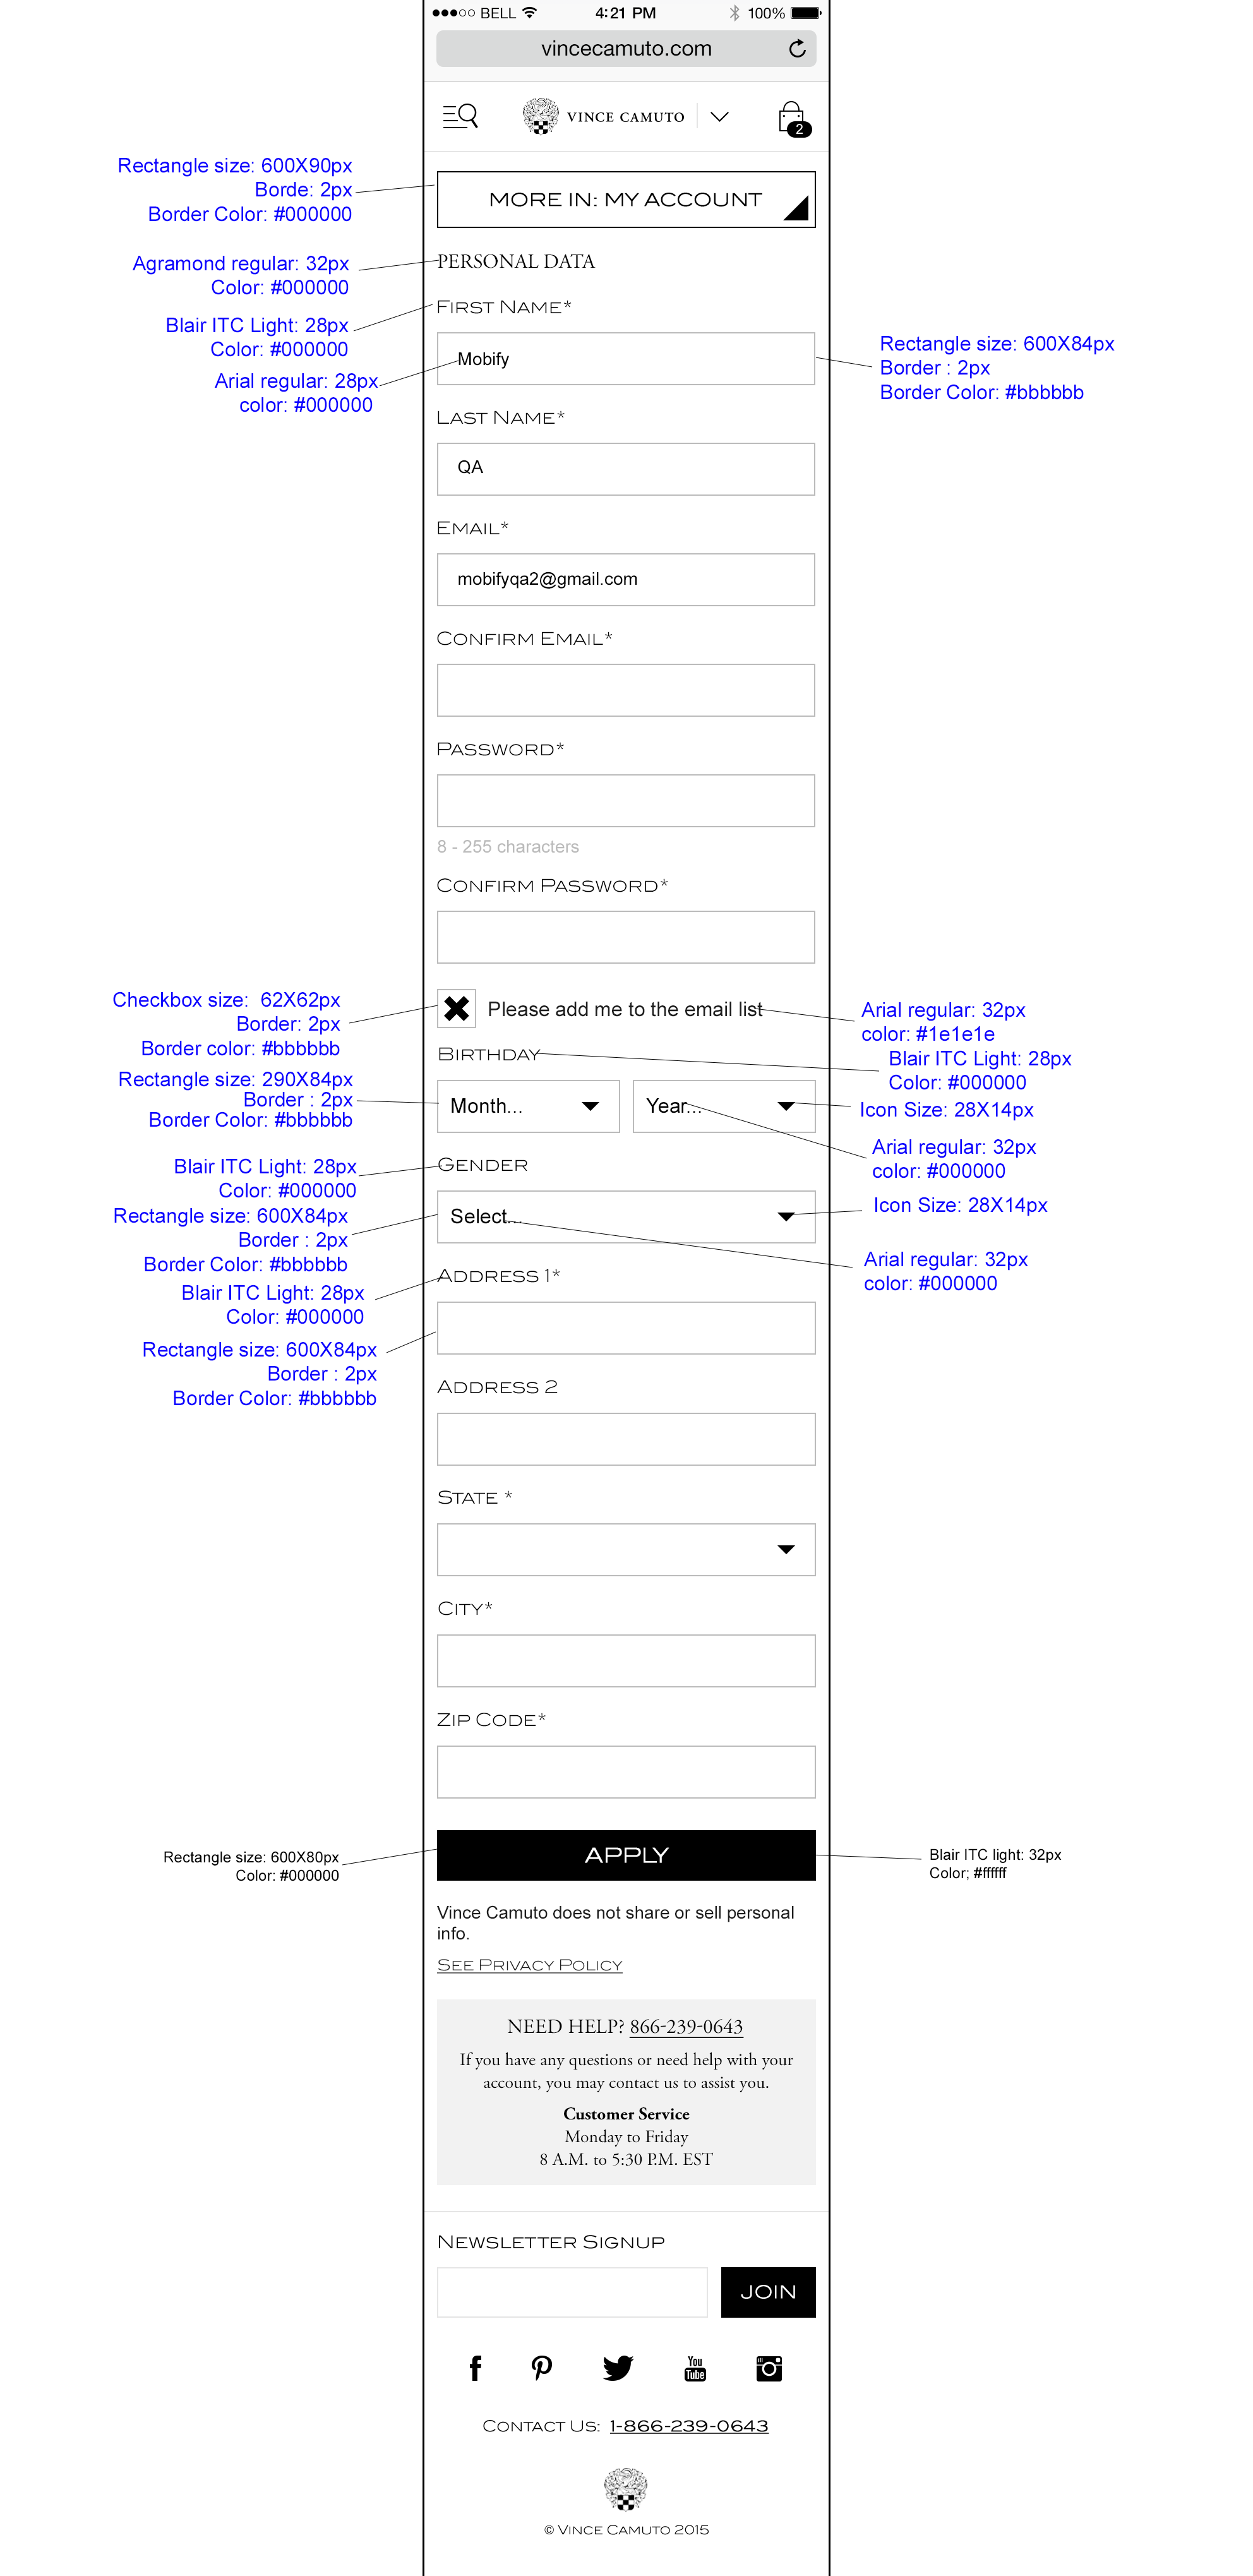 BELL 4:21 PM 100%
vincecamuto.com
VINCE CAMUTO
2
Rectangle size: 600X90px
Borde: 2px
Border Color: #000000
MORE IN: MY ACCOUNT
Agramond regular: 32px
Color: #000000
PERSONAL DATA
Blair ITC Light: 28px
Color: #000000
FIRST NAME*
Arial regular: 28px
color: #000000
Mobify
Rectangle size: 600X84px
Border : 2px
Border Color: #bbbbbb
LAST NAME*
QA
EMAIL*
mobifyqa2@gmail.com
CONFIRM EMAIL*
PASSWORD*
8 - 255 characters
CONFIRM PASSWORD*
Checkbox size:  62X62px
Border: 2px
Border color: #bbbbbb
Please add me to the email list
Arial regular: 32px
color: #1e1e1e
BIRTHDAY
Blair ITC Light: 28px
Color: #000000
Rectangle size: 290X84px
Border : 2px
Border Color: #bbbbbb
Month...
Year...
Icon Size: 28X14px
Arial regular: 32px
color: #000000
Blair ITC Light: 28px
Color: #000000
GENDER
Rectangle size: 600X84px
Border : 2px
Border Color: #bbbbbb
Select...
Icon Size: 28X14px
Arial regular: 32px
color: #000000
Blair ITC Light: 28px
Color: #000000
ADDRESS 1*
Rectangle size: 600X84px
Border : 2px
Border Color: #bbbbbb
ADDRESS 2
STATE *
CITY*
ZIP CODE*
Rectangle size: 600X80px
Color: #000000
APPLY
Blair ITC light: 32px
Color; #ffffff
Vince Camuto does not share or sell personal
info.
SEE PRIVACY POLICY
NEED HELP? 866-239-0643
If you have any questions or need help with your
account, you may contact us to assist you.
Customer Service
Monday to Friday
8 A.M. to 5:30 P.M. EST
NEWSLETTER SIGNUP
JOIN
You
Tube
CONTACT US: 1-866-239-0643
© VINCE CAMUTO 2015